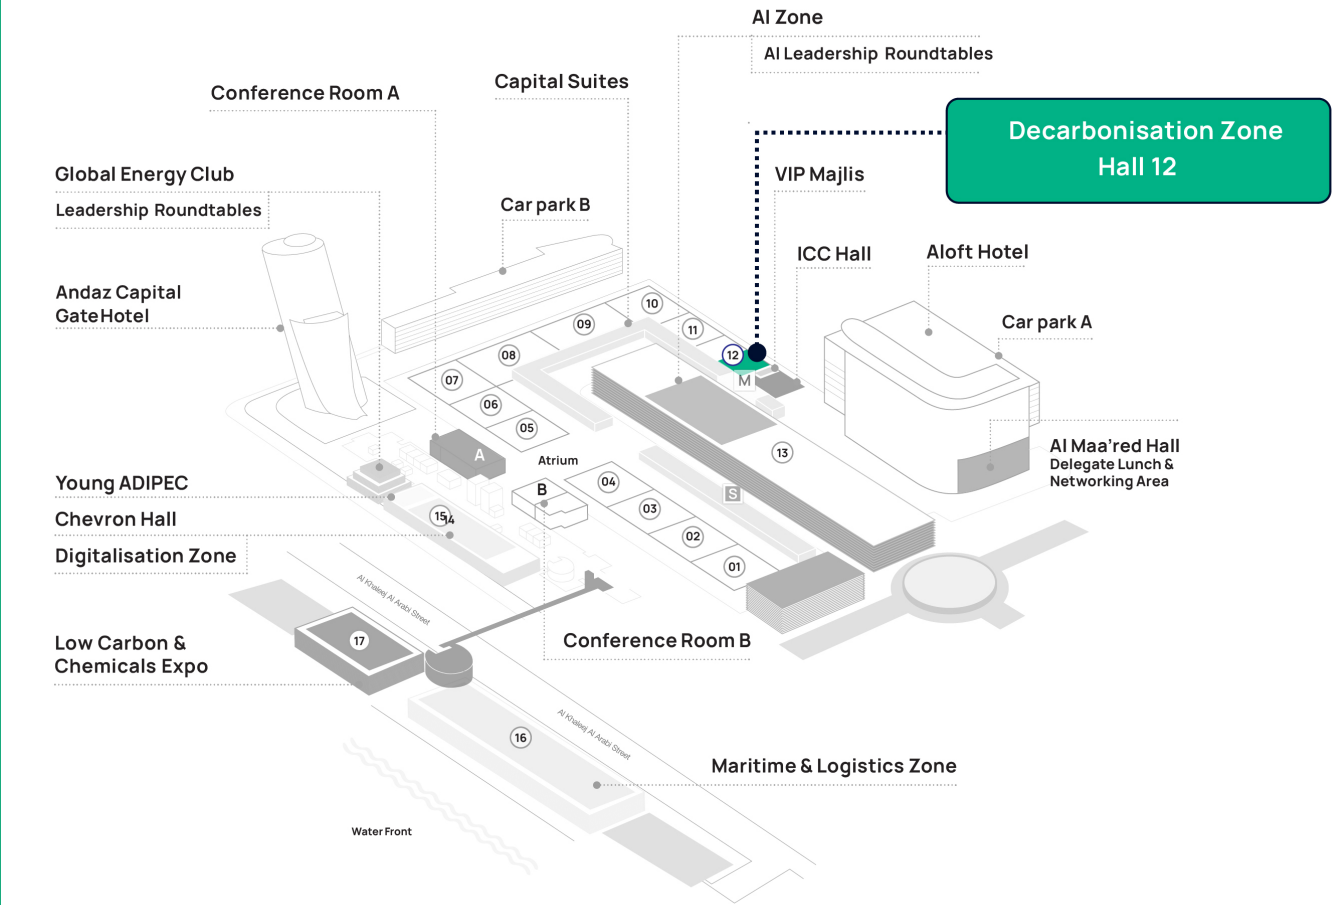 AI Zone
AI Leadership Roundtables
Capital Suites
Conference Room A
Decarbonisation Zone
Hall 12
Global Energy Club
Leadership Roundtables
VIP Majlis
Car park B
ICC Hall
Aloft Hotel
Andaz Capital
Gate Hotel
Car park A
10
09
11
08
12
07
M
06
05
Al Maa'red Hall
Delegate Lunch &
Networking Area
A
Atrium
13
Young ADIPEC
04
B
S
03
Chevron Hall
15
14
02
Digitalisation Zone
01
Al Khaleej Al Arabi Street
Low Carbon &
Chemicals Expo
17
Conference Room B
16
Al Khaleej Al Arabi Street
Maritime & Logistics Zone
Water Front